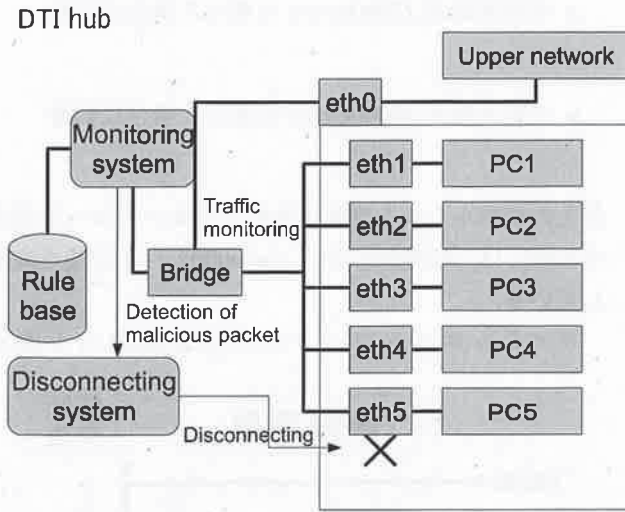 DTI hub
Upper network
eth0
Monitoring
system
eth1
PC1
Traffic
monitoring
eth2
PC2
Bridge
Rule
base
eth3
PC3
Detection of
malicious packet
eth4
PC4
Disconnecting
system
eth5
PC5
Disconnecting